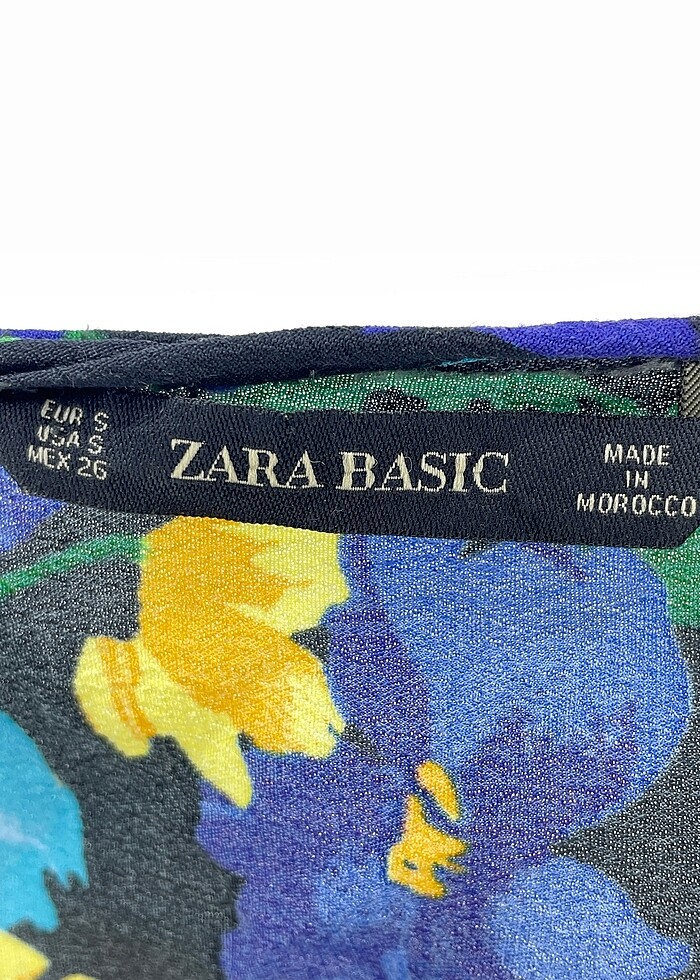 EUR S
USA S
MEX 26
ZARA BASIC
MADE
IN
MOROCCO